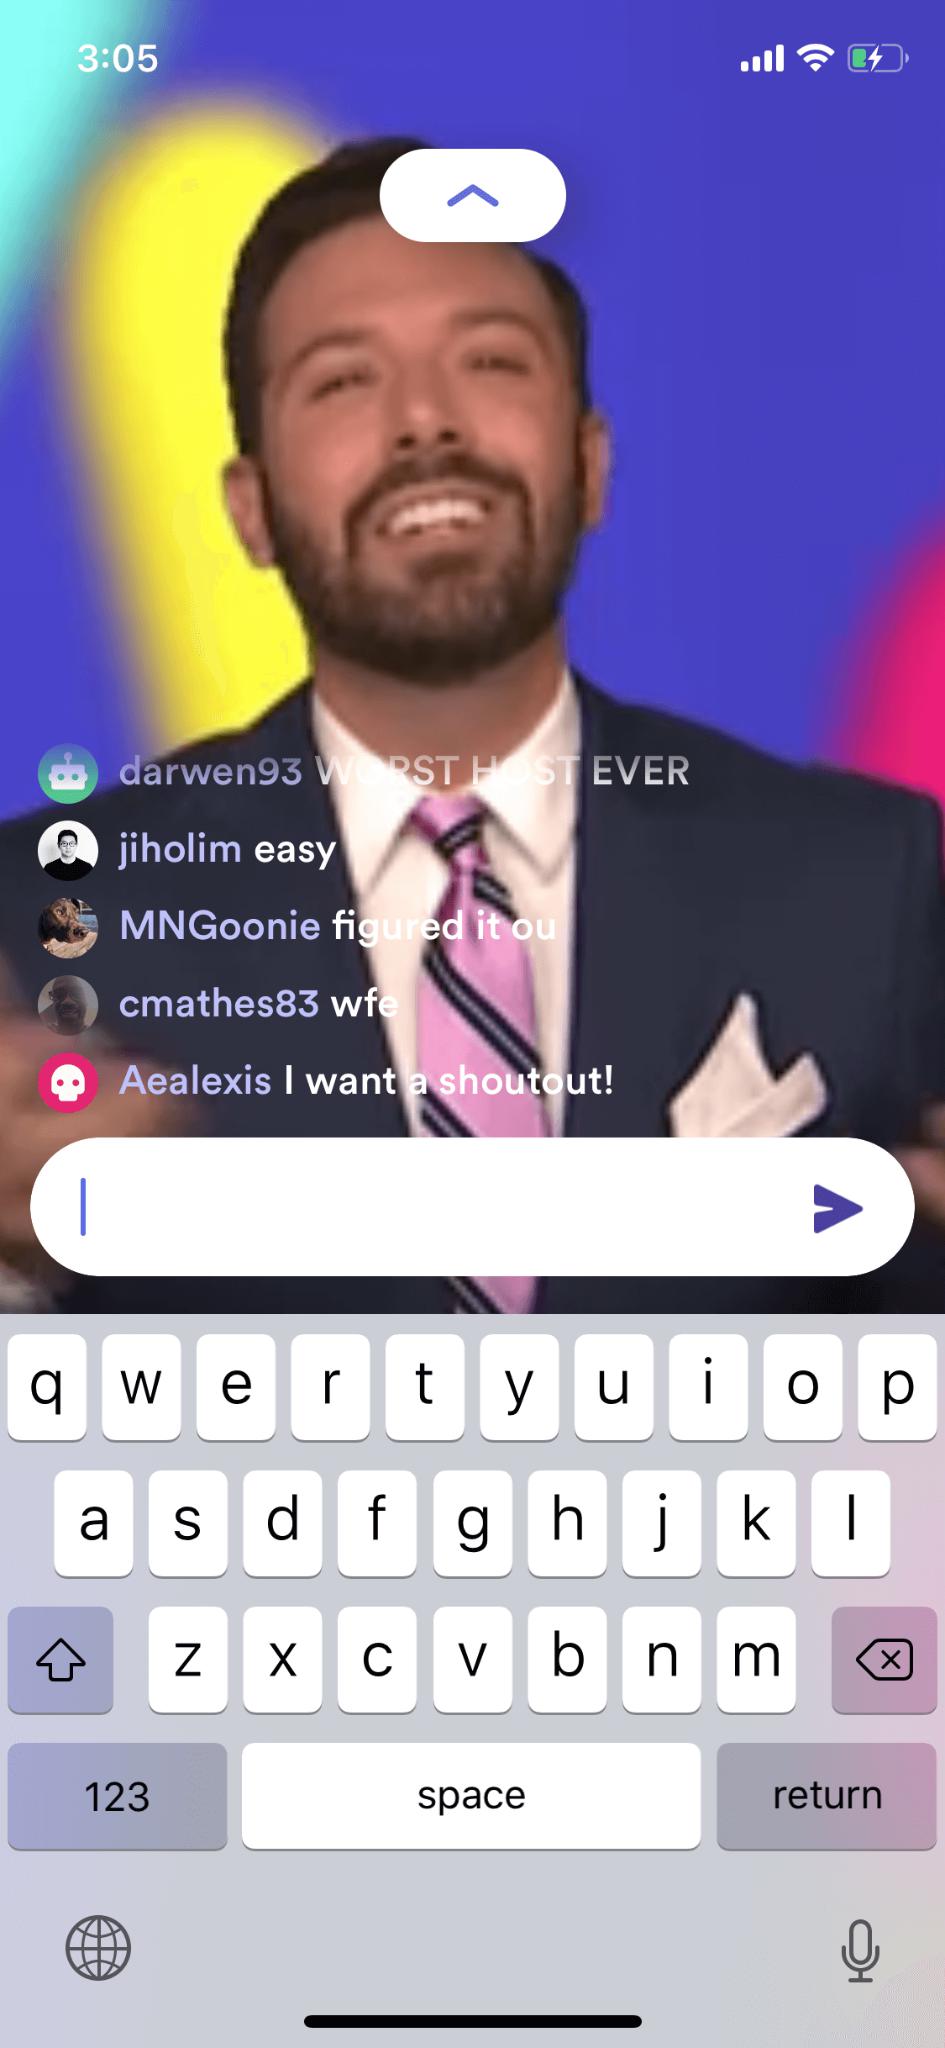 3:05
darwen93 WORST HOST EVER
jiholim easy
MNGoonie figured it ou
cmathes83 wfe
Aealexis I want a shoutout!
q w e r t y u i o p
a s d f g h j k l
z x c v b n m
123 space return